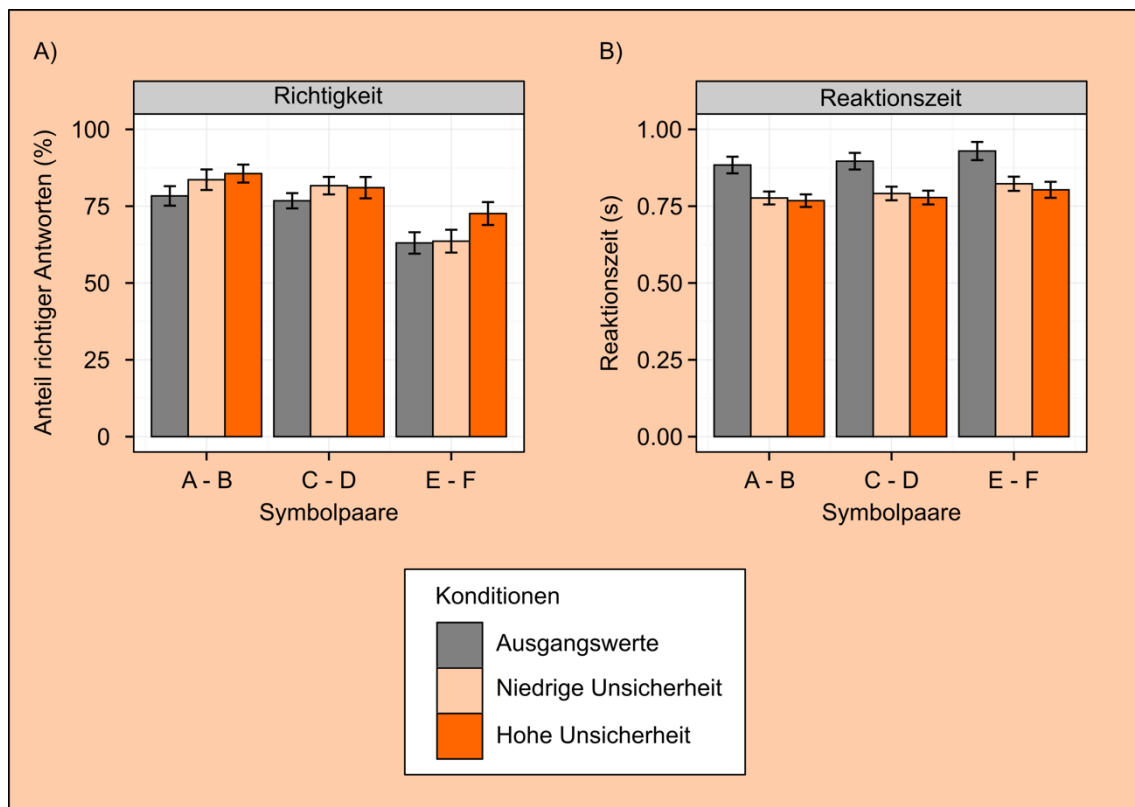 A)
Richtigkeit
Anteil richtiger Antworten (%)
100
75
50
25
0
A - B
C - D
E - F
Symbolpaare
B)
Reaktionszeit
Reaktionszeit (s)
1.00
0.75
0.50
0.25
0.00
A - B
C - D
E - F
Symbolpaare
Konditionen
Ausgangswerte
Niedrige Unsicherheit
Hohe Unsicherheit